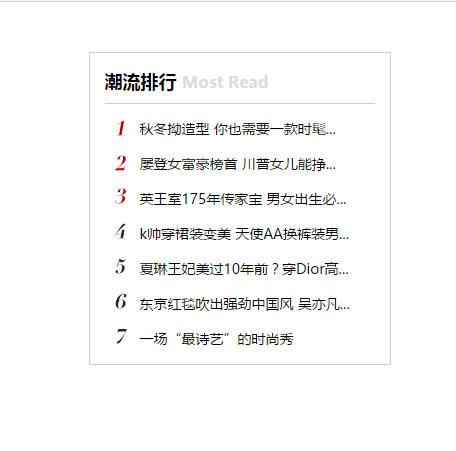 潮流排行 Most Read
1 秋冬拗造型 你也需要一款时髦...
2 屡登女富豪榜首 川普女儿能挣...
3 英王室175年传家宝 男女出生必...
4 k帅穿裙装变美 天使AA换裤装男...
5 夏琳王妃美过10年前？穿Dior高...
6 东京红毯吹出强劲中国风 吴亦凡...
7 一场“最诗艺”的时尚秀